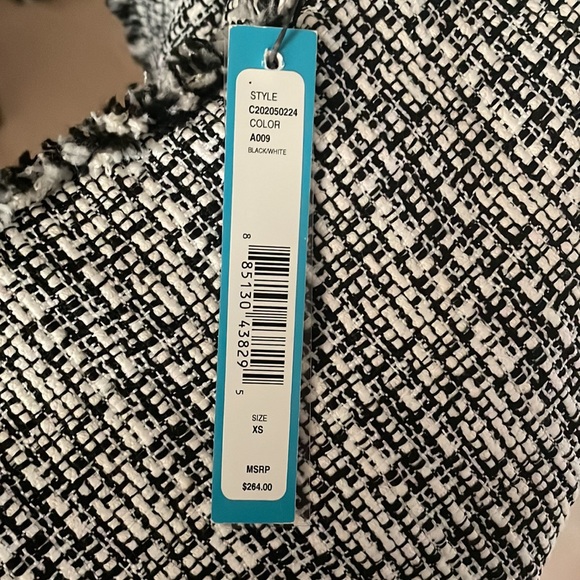 STYLE
C202050224
COLOR
A009
BLACK/WHITE
8 85130 43829 5
SIZE
XS
MSRP
$264.00